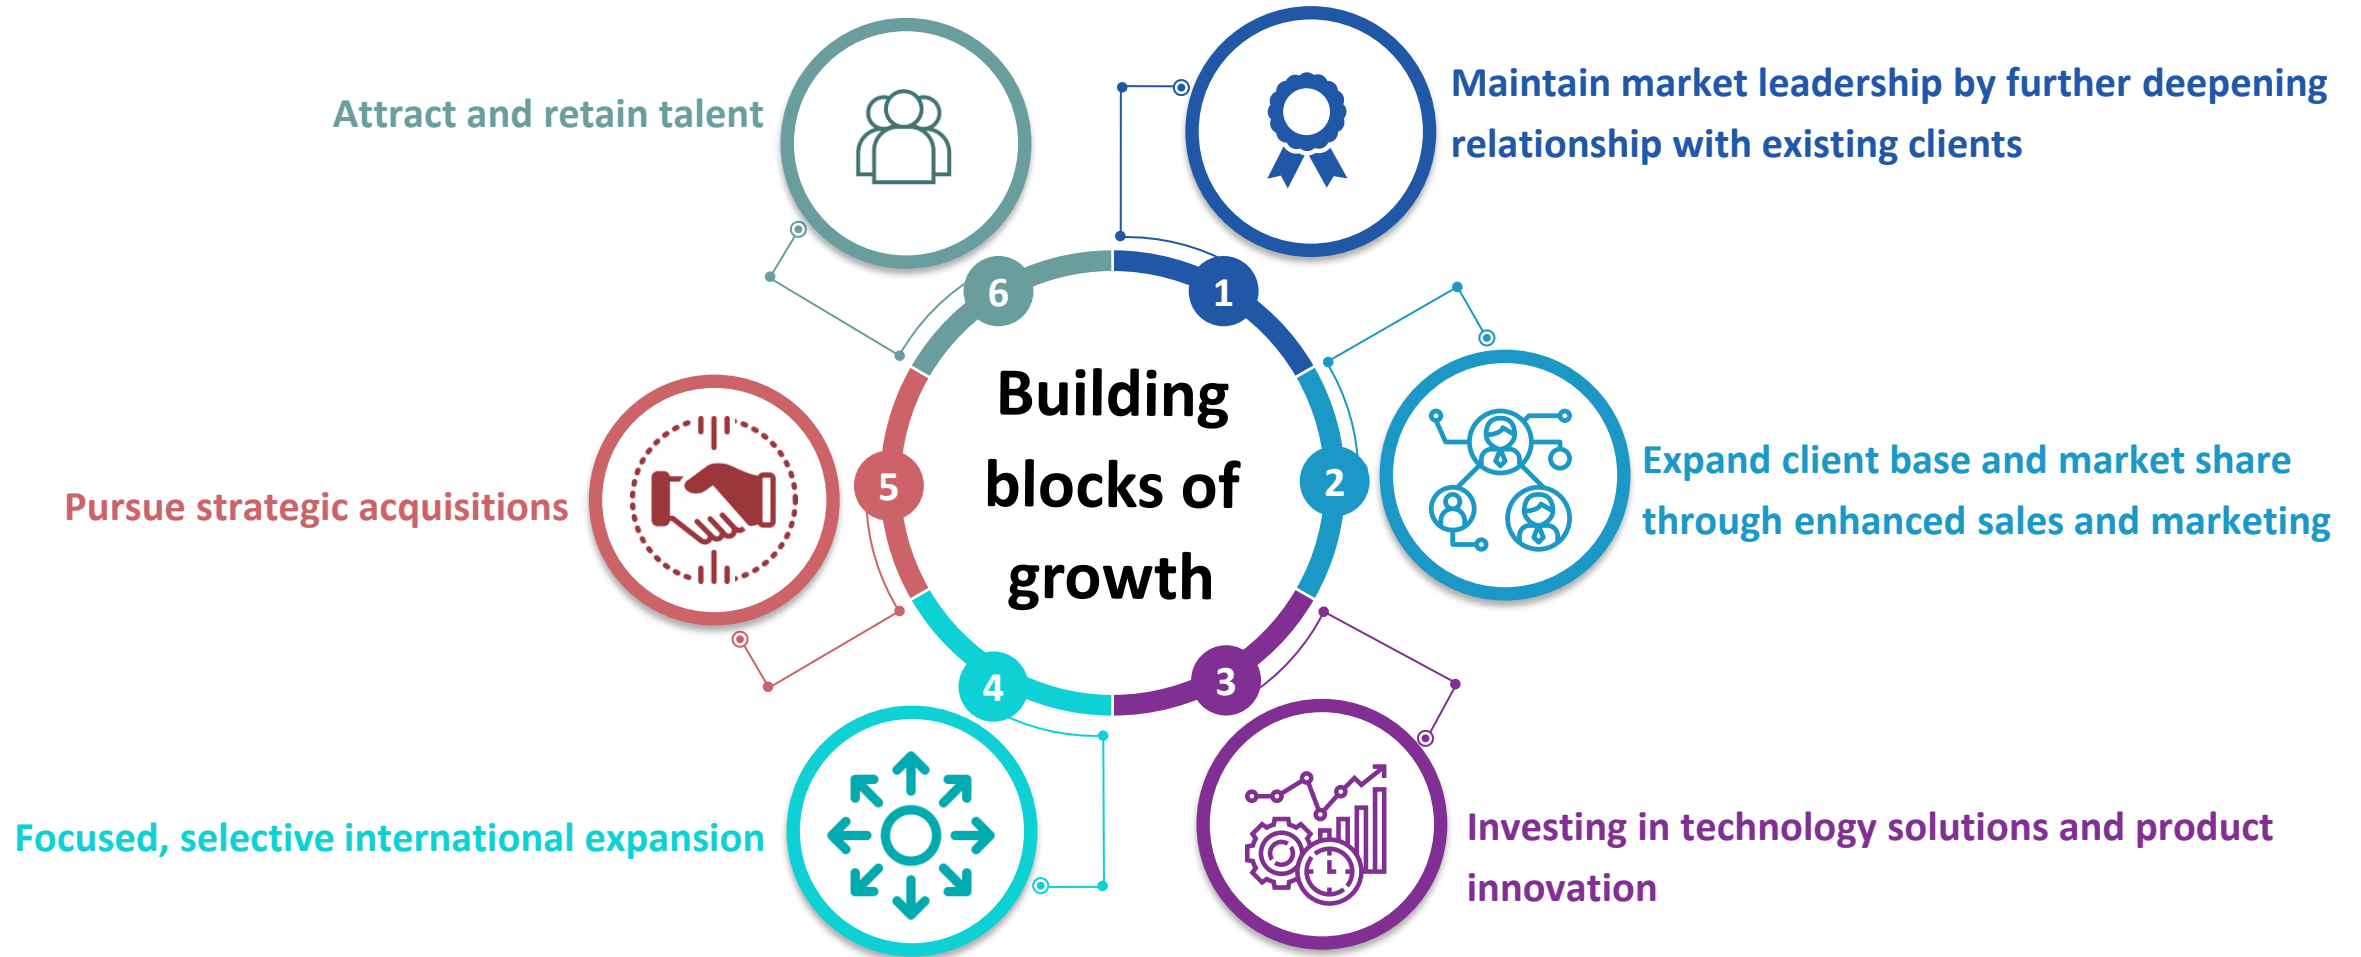 Building
blocks of
growth
1
Maintain market leadership by further deepening
relationship with existing clients
2
Expand client base and market share
through enhanced sales and marketing
3
Investing in technology solutions and product
innovation
4
Focused, selective international expansion
5
Pursue strategic acquisitions
6
Attract and retain talent